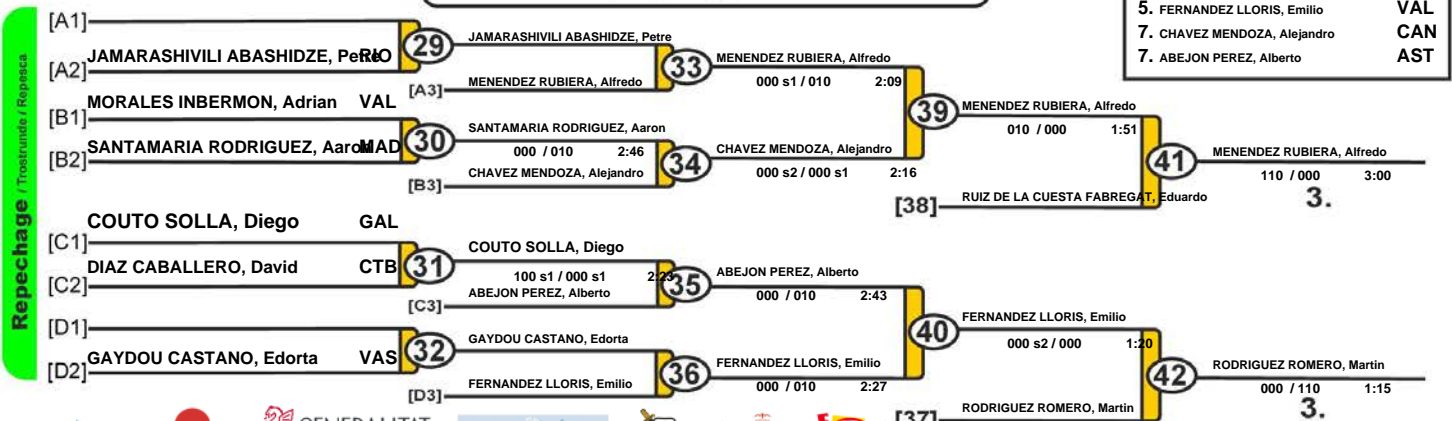 5. FERNANDEZ LLORIS, Emilio VAL
7. CHAVEZ MENDOZA, Alejandro CAN
7. ABEJON PEREZ, Alberto AST
Repechage / Trostrunde / Repesca
[A1]
JAMARASHIVILI ABASHIDZE, Petre RIO
[A2]
29
JAMARASHIVILI ABASHIDZE, Petre
MENENDEZ RUBIERA, Alfredo
[A3]
33
MENENDEZ RUBIERA, Alfredo
000 s1 / 010 2:09
MORALES INBERMON, Adrian VAL
[B1]
SANTAMARIA RODRIGUEZ, Aaron MAD
[B2]
30
SANTAMARIA RODRIGUEZ, Aaron
000 / 010 2:46
CHAVEZ MENDOZA, Alejandro
[B3]
34
CHAVEZ MENDOZA, Alejandro
000 s2 / 000 s1 2:16
39
MENENDEZ RUBIERA, Alfredo
010 / 000 1:51
[38]
RUIZ DE LA CUESTA FABREGAT, Eduardo
41
MENENDEZ RUBIERA, Alfredo
110 / 000 3:00
3.
COUTO SOLLA, Diego GAL
[C1]
DIAZ CABALLERO, David CTB
[C2]
31
COUTO SOLLA, Diego
100 s1 / 000 s1 2:23
ABEJON PEREZ, Alberto
[C3]
35
ABEJON PEREZ, Alberto
000 / 010 2:43
[D1]
GAYDOU CASTANO, Edorta VAS
[D2]
32
GAYDOU CASTANO, Edorta
FERNANDEZ LLORIS, Emilio
[D3]
36
FERNANDEZ LLORIS, Emilio
000 / 010 2:27
40
FERNANDEZ LLORIS, Emilio
000 s2 / 000 1:20
[37]
RODRIGUEZ ROMERO, Martin
42
RODRIGUEZ ROMERO, Martin
000 / 110 1:15
3.
GENERALITAT